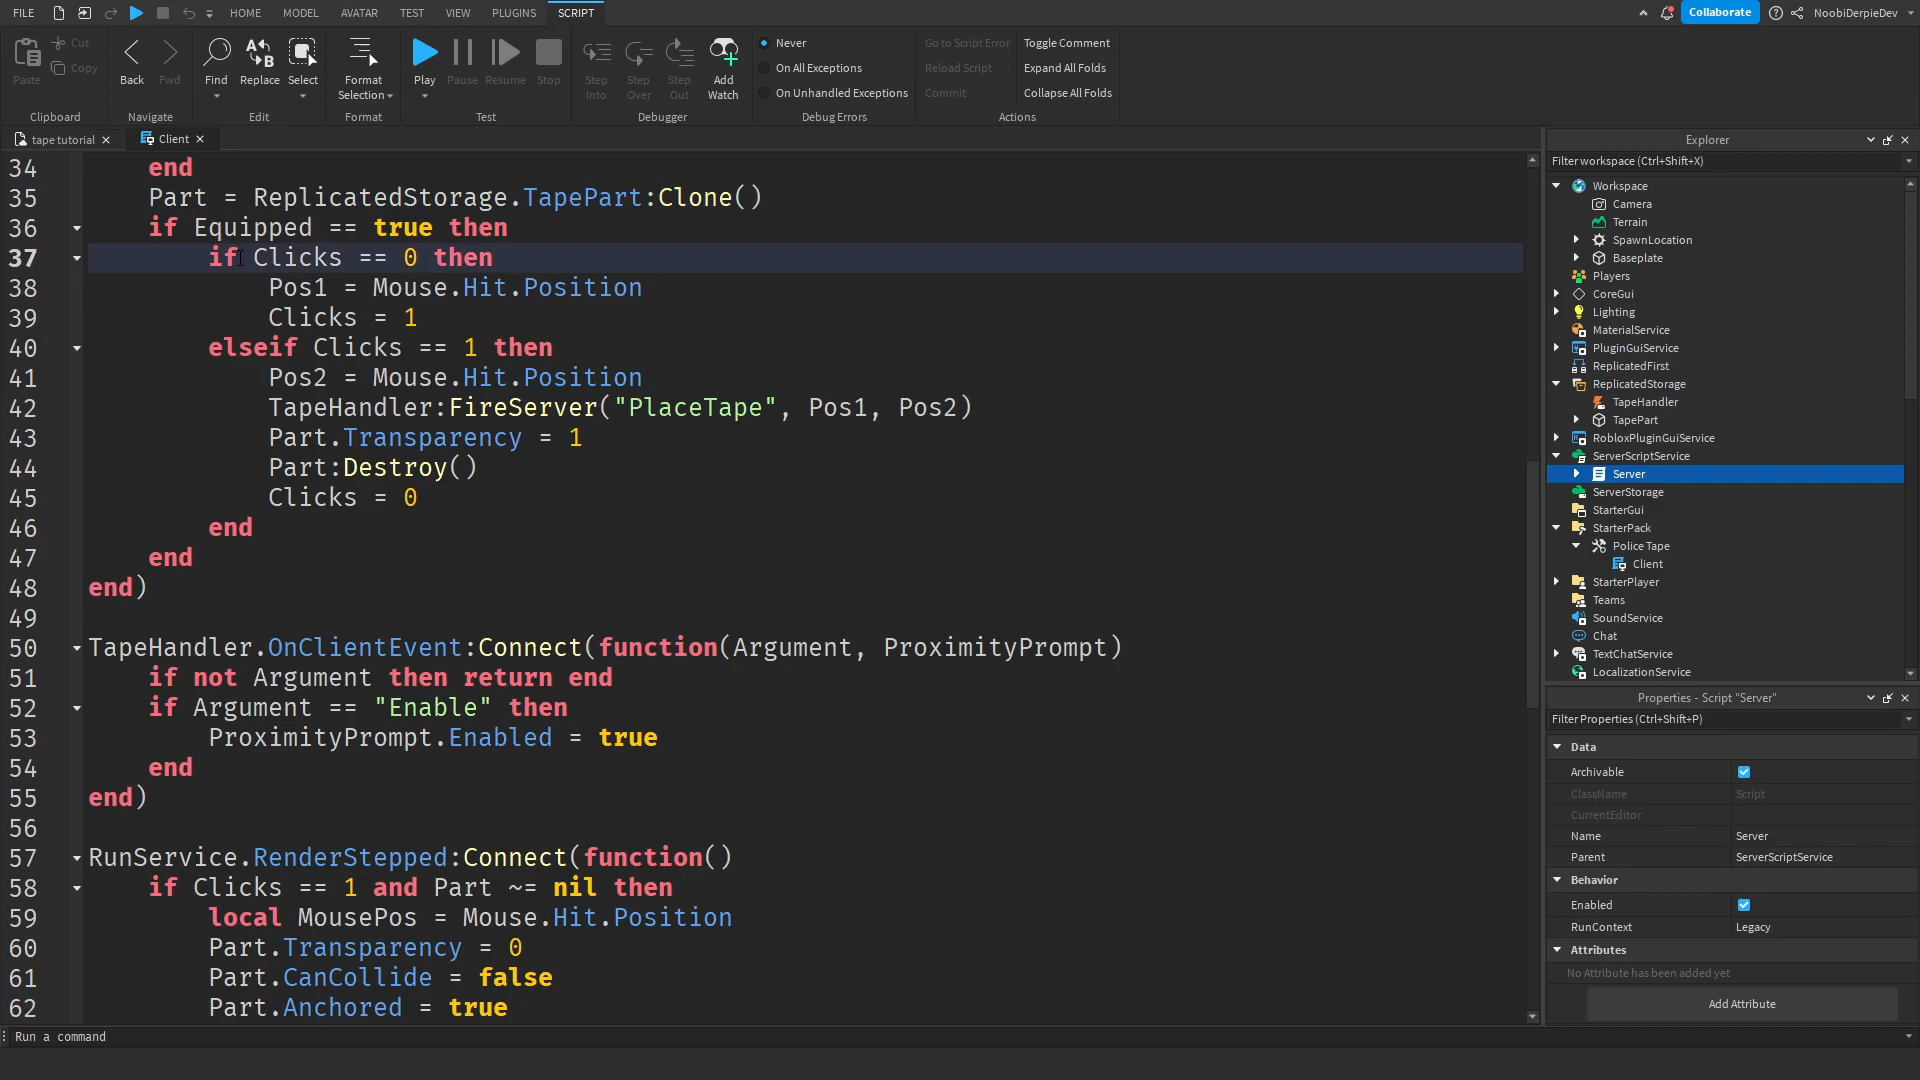 FILE HOME MODEL AVATAR TEST VIEW PLUGINS SCRIPT Collaborate NoobiDerpieDev
Paste Cut Copy Back Fwd Find Replace Select Format Selection Play Pause Resume Stop Step Into Step Over Step Out Add Watch
Never
On All Exceptions
On Unhandled Exceptions
Go to Script Error Toggle Comment
Reload Script Expand All Folds
Commit Collapse All Folds
Clipboard Navigate Edit Format Test Debugger Debug Errors Actions
tape tutorial Client
34 end
35 Part = ReplicatedStorage.TapePart:Clone()
36 if Equipped == true then
37 if Clicks == 0 then
38 Pos1 = Mouse.Hit.Position
39 Clicks = 1
40 elseif Clicks == 1 then
41 Pos2 = Mouse.Hit.Position
42 TapeHandler:FireServer("PlaceTape", Pos1, Pos2)
43 Part.Transparency = 1
44 Part:Destroy()
45 Clicks = 0
46 end
47 end
48 end)
49
50 TapeHandler.OnClientEvent:Connect(function(Argument, ProximityPrompt)
51 if not Argument then return end
52 if Argument == "Enable" then
53 ProximityPrompt.Enabled = true
54 end
55 end)
56
57 RunService.RenderStepped:Connect(function()
58 if Clicks == 1 and Part ~= nil then
59 local MousePos = Mouse.Hit.Position
60 Part.Transparency = 0
61 Part.CanCollide = false
62 Part.Anchored = true
Run a command
Explorer
Filter workspace (Ctrl+Shift+X)
Workspace
Camera
Terrain
SpawnLocation
Baseplate
Players
CoreGui
Lighting
MaterialService
PluginGuiService
ReplicatedFirst
ReplicatedStorage
TapeHandler
TapePart
RobloxPluginGuiService
ServerScriptService
Server
ServerStorage
StarterGui
StarterPack
Police Tape
Client
StarterPlayer
Teams
SoundService
Chat
TextChatService
LocalizationService
Properties - Script "Server"
Filter Properties (Ctrl+Shift+P)
Data
Archivable
ClassName Script
CurrentEditor
Name Server
Parent ServerScriptService
Behavior
Enabled
RunContext Legacy
Attributes
No Attribute has been added yet
Add Attribute